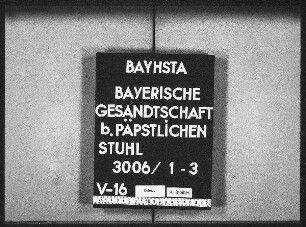 BAYHSTA
BAYERISCHE
GESANDTSCHAFT
b. PÄPSTLICHEN
STUHL
3006/ 1-3
V-16